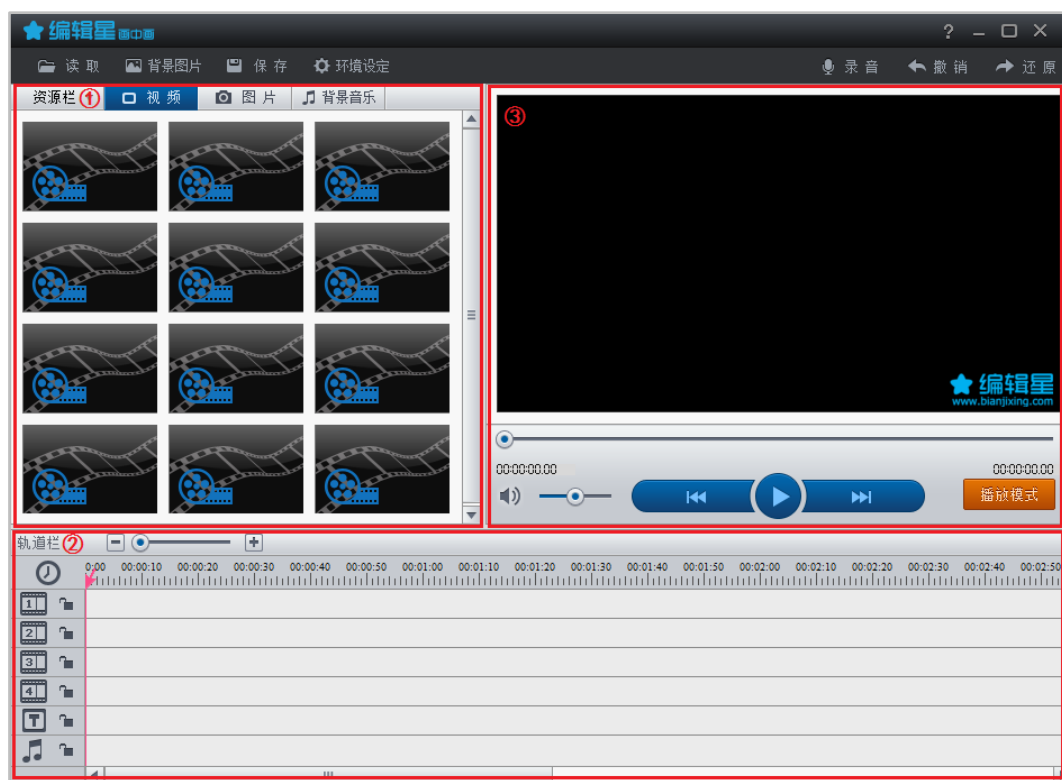 编辑星 画中画 ?
读取 背景图片 保存 环境设定 录音 撤销 还原
资源栏 ① 视频 图片 背景音乐
③
编辑星
www.bianjixing.com
00:00:00.00 00:00:00.00
播放模式
轨道栏 ②
0:00 00:00:10 00:00:20 00:00:30 00:00:40 00:00:50 00:01:00 00:01:10 00:01:20 00:01:30 00:01:40 00:01:50 00:02:00 00:02:10 00:02:20 00:02:30 00:02:40 00:02:50
1
2
3
4
T